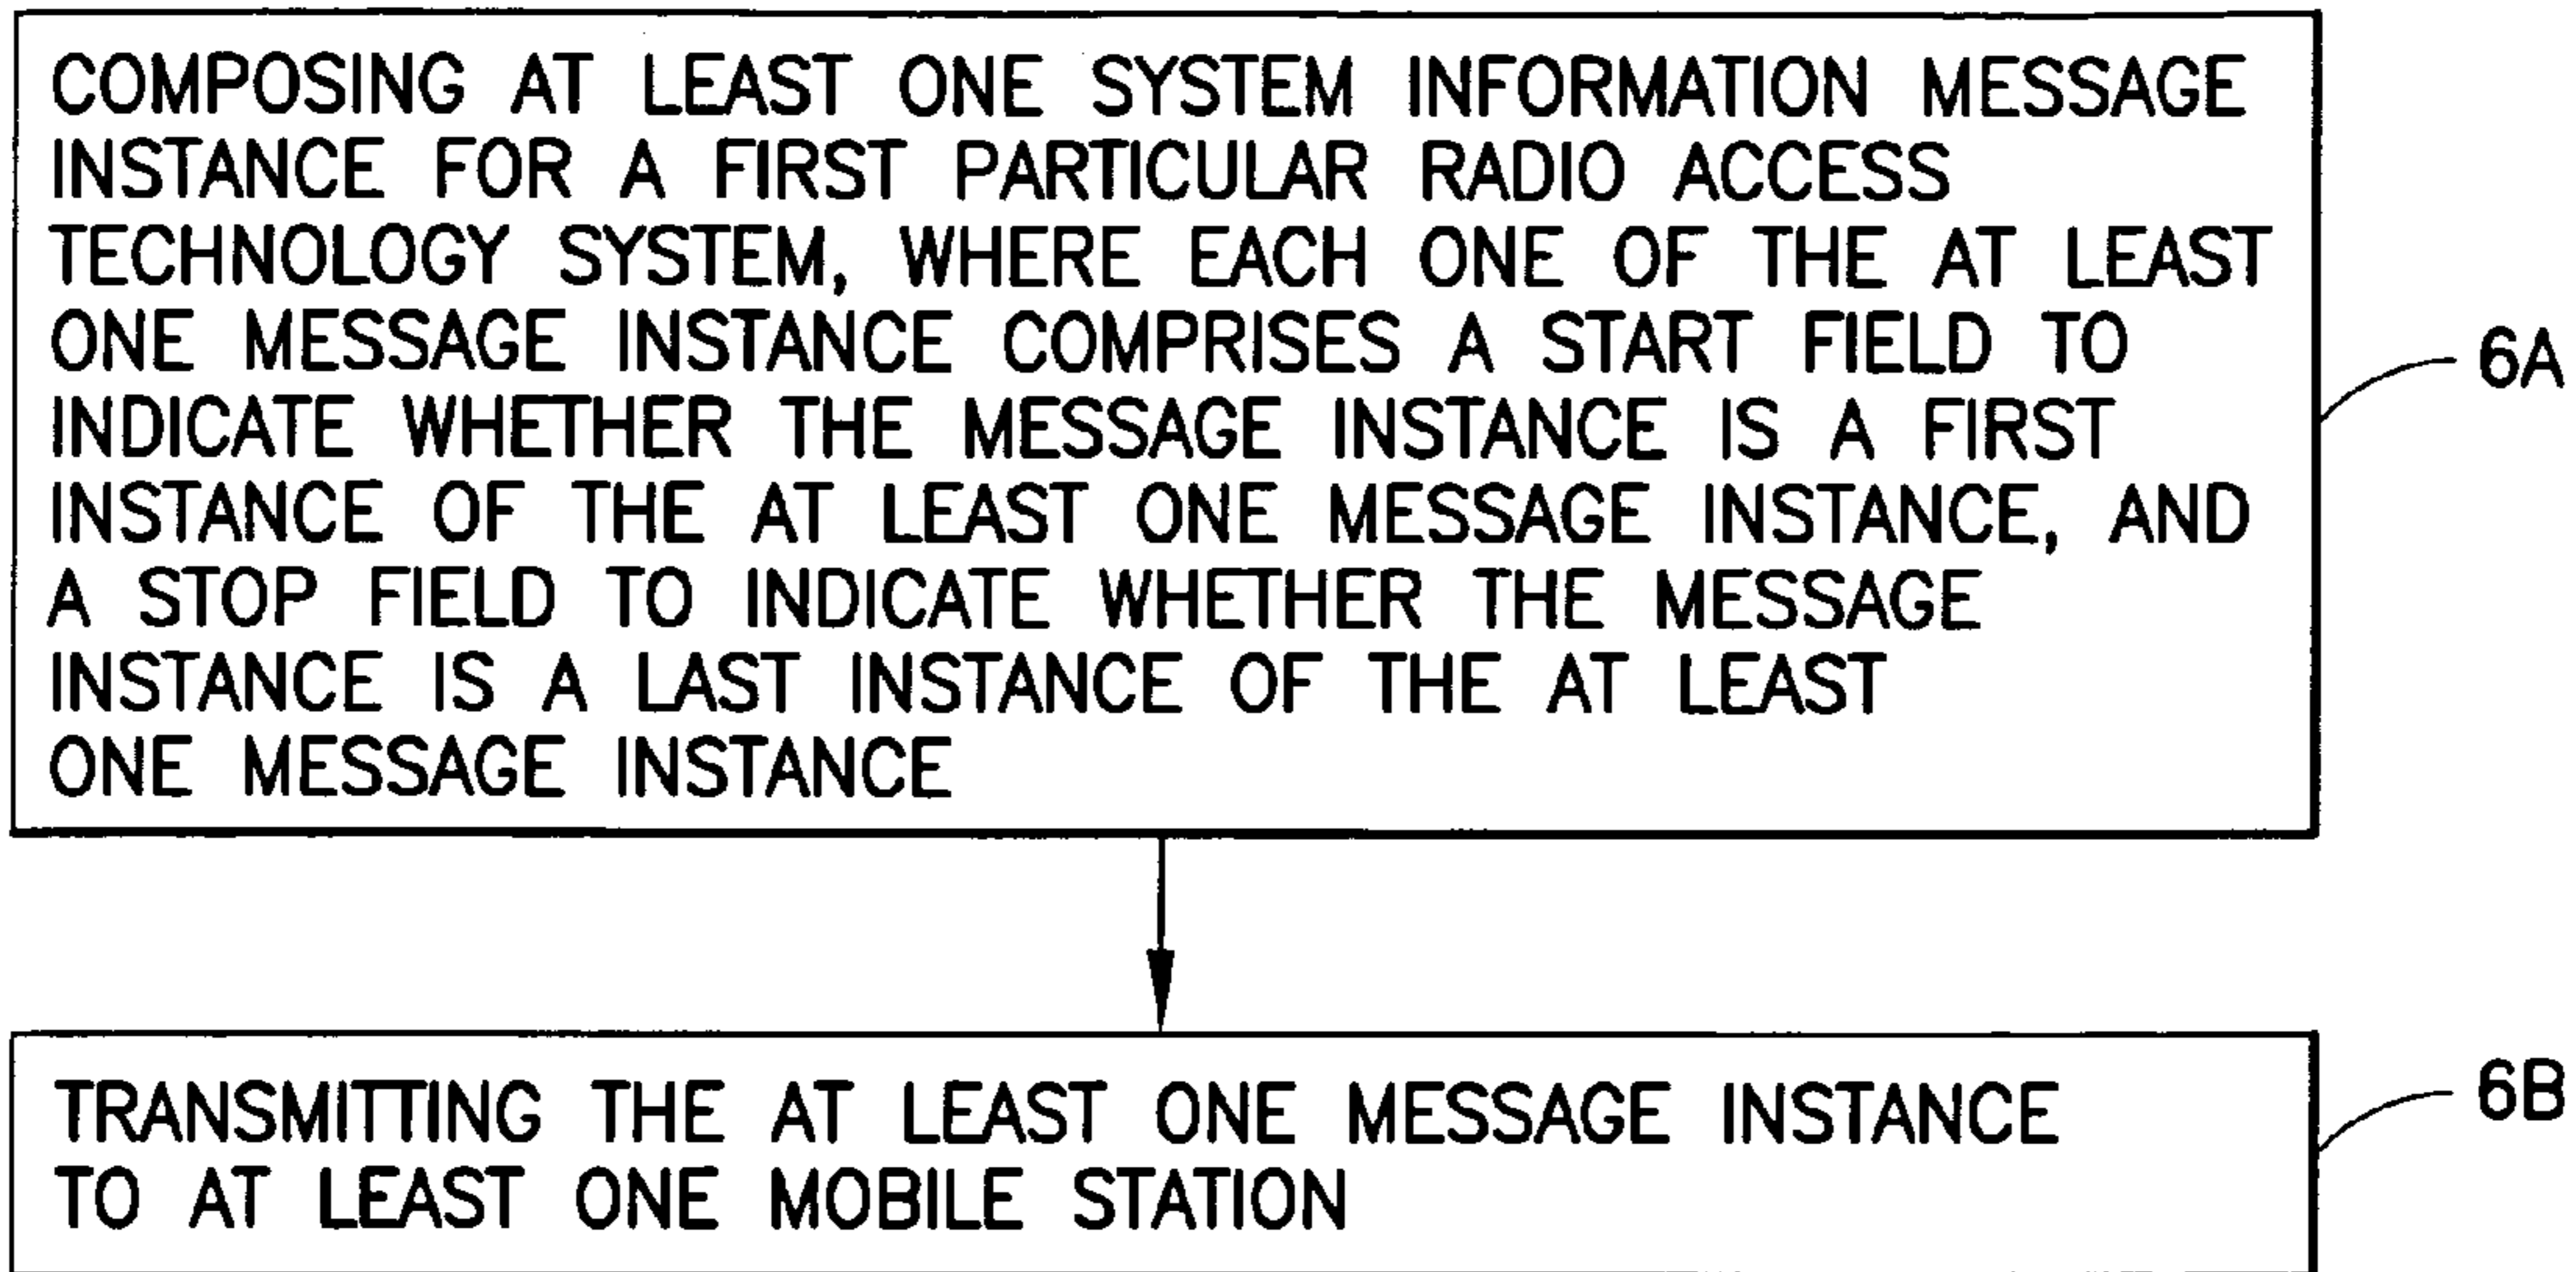 COMPOSING AT LEAST ONE SYSTEM INFORMATION MESSAGE
INSTANCE FOR A FIRST PARTICULAR RADIO ACCESS
TECHNOLOGY SYSTEM, WHERE EACH ONE OF THE AT LEAST
ONE MESSAGE INSTANCE COMPRISES A START FIELD TO
INDICATE WHETHER THE MESSAGE INSTANCE IS A FIRST
INSTANCE OF THE AT LEAST ONE MESSAGE INSTANCE, AND
A STOP FIELD TO INDICATE WHETHER THE MESSAGE
INSTANCE IS A LAST INSTANCE OF THE AT LEAST
ONE MESSAGE INSTANCE
6A
TRANSMITTING THE AT LEAST ONE MESSAGE INSTANCE
TO AT LEAST ONE MOBILE STATION
6B